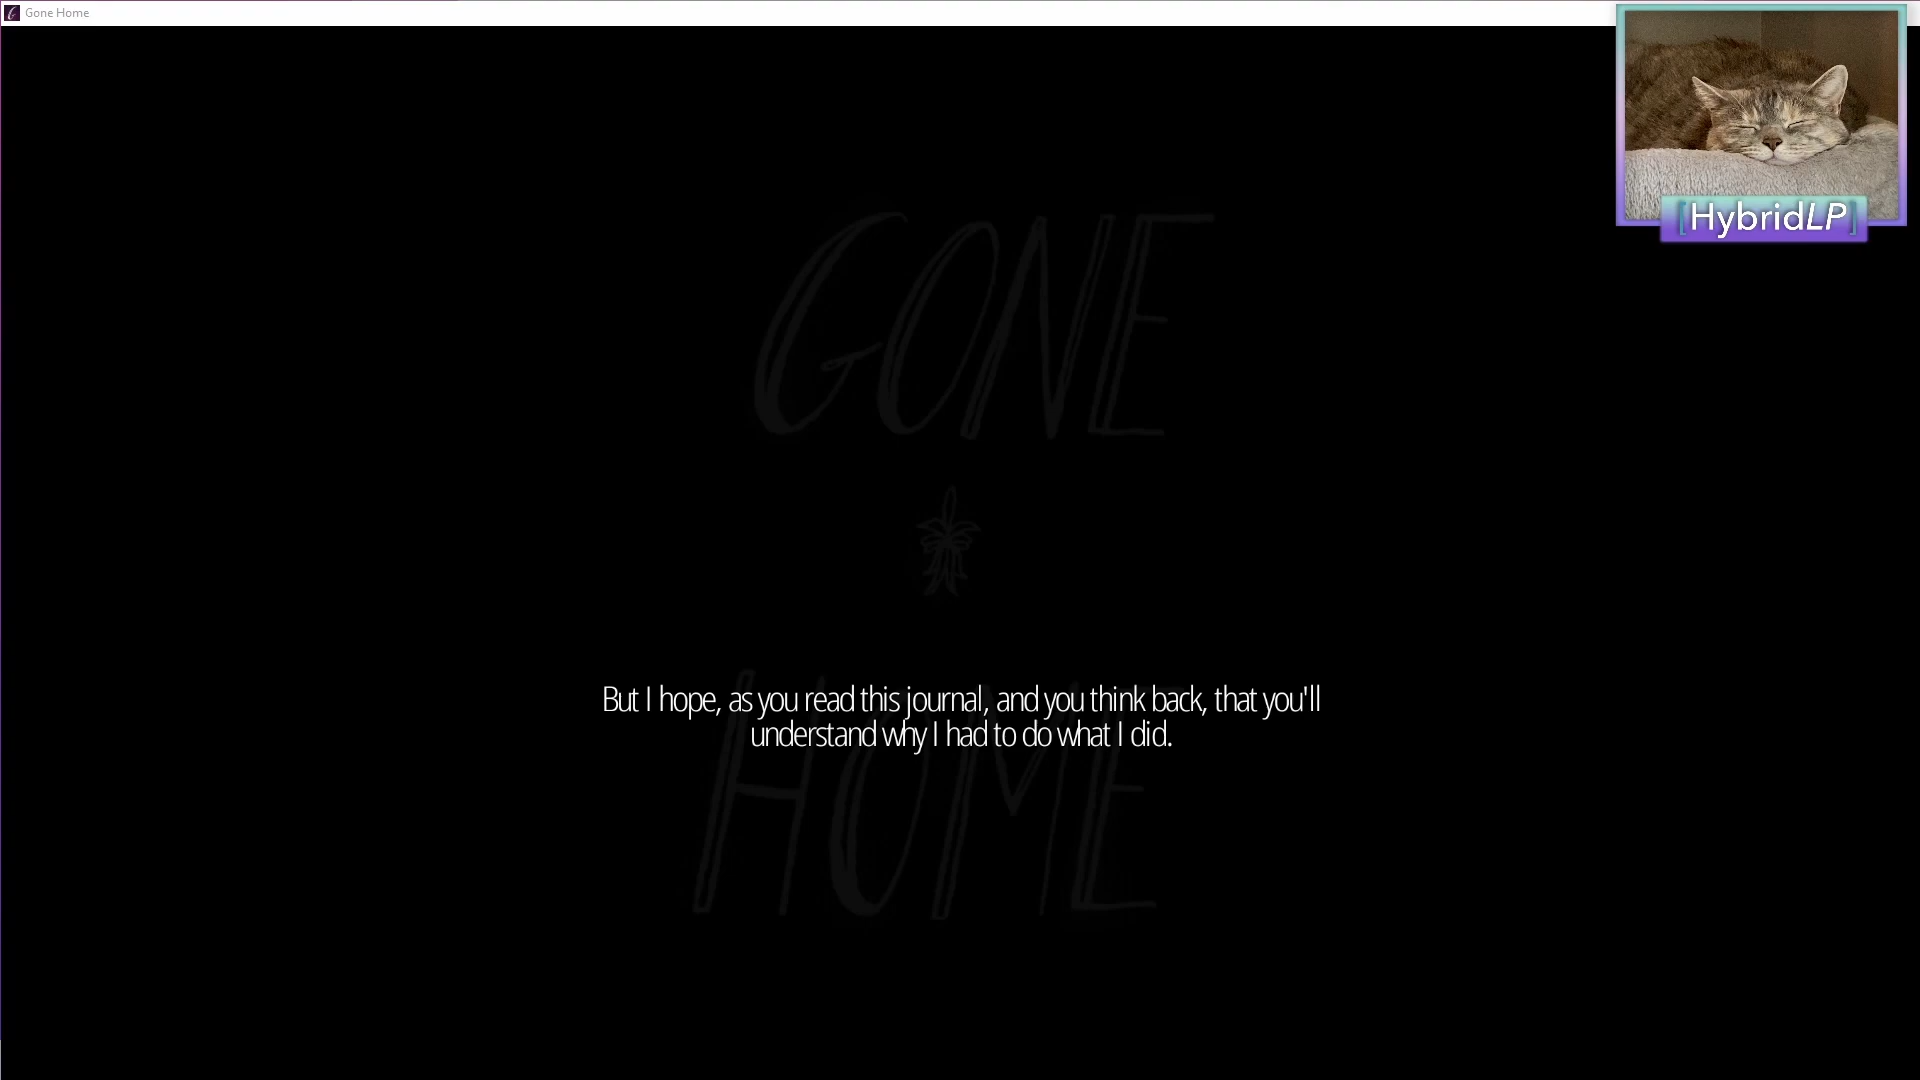 Gone Home
[HybridLP]
GONE
HOME
But I hope, as you read this journal, and you think back, that you'll
understand why I had to do what I did.